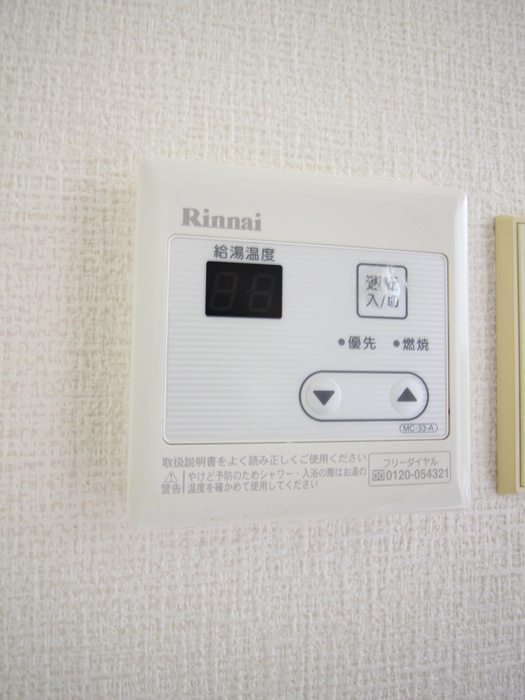 Rinnai
給湯温度
運転
入/切
優先
燃焼
MC-33-A
取扱説明書をよく読み正しくご使用ください
警告
やけど予防のためシャワー・入浴の際はお湯の
温度を確かめて使用してください
フリーダイヤル
0120-054321